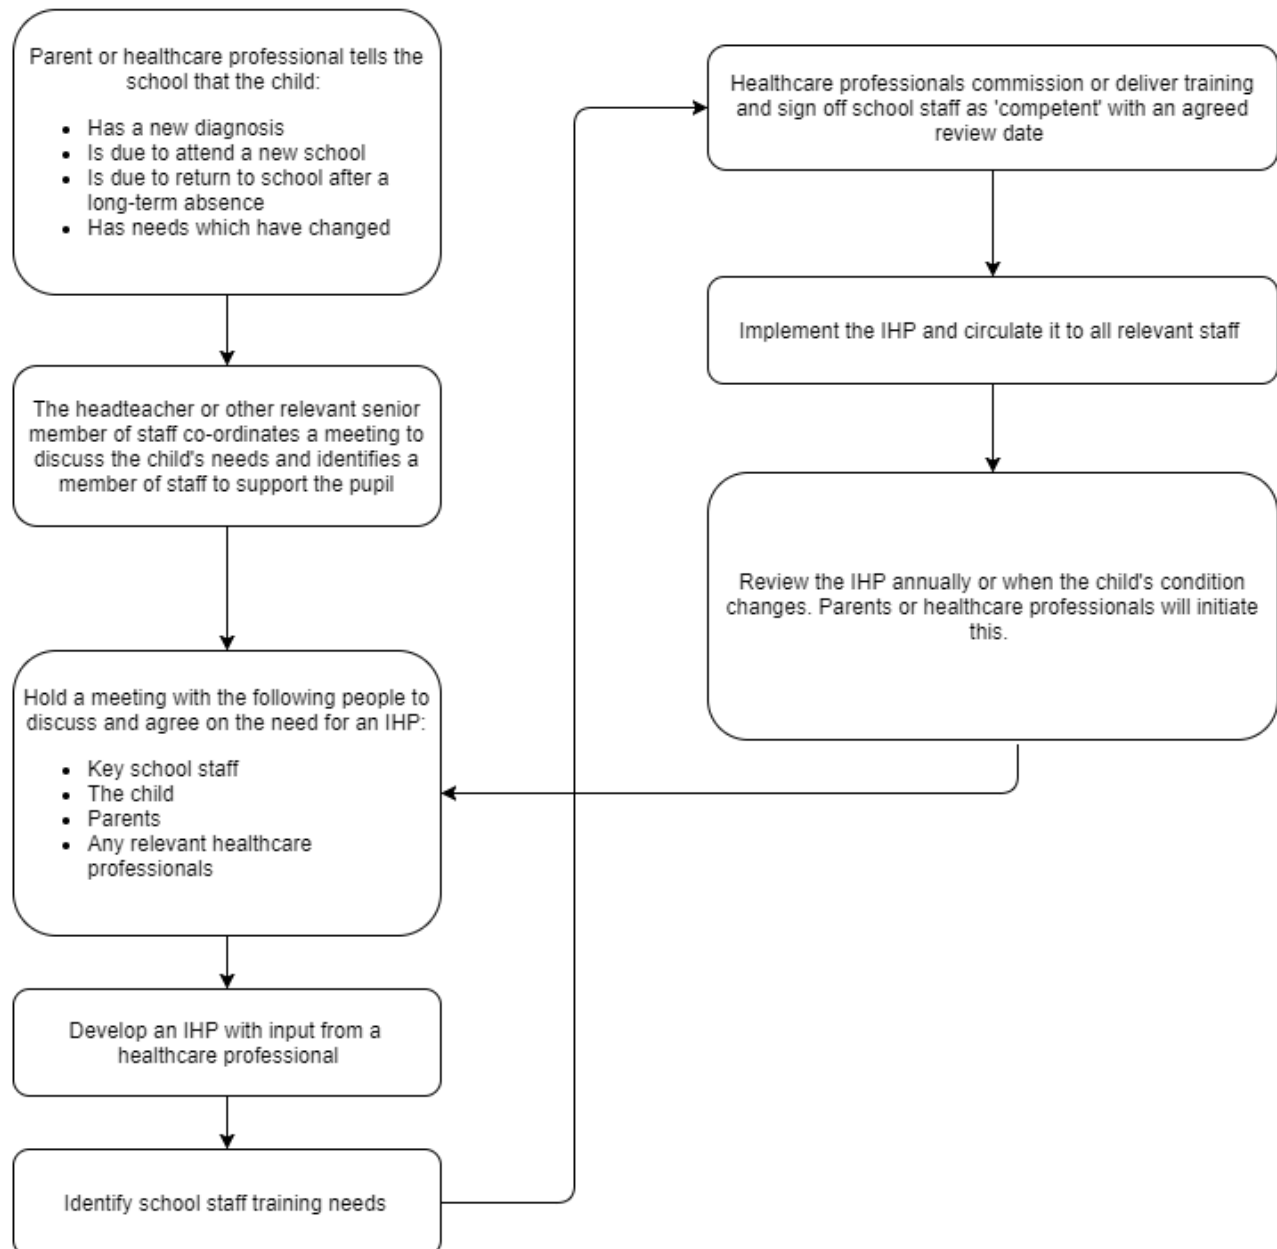 Parent or healthcare professional tells the
school that the child:
• Has a new diagnosis
• Is due to attend a new school
• Is due to return to school after a
long-term absence
• Has needs which have changed
The headteacher or other relevant senior
member of staff co-ordinates a meeting to
discuss the child's needs and identifies a
member of staff to support the pupil
Hold a meeting with the following people to
discuss and agree on the need for an IHP:
• Key school staff
• The child
• Parents
• Any relevant healthcare
professionals
Develop an IHP with input from a
healthcare professional
Identify school staff training needs
Healthcare professionals commission or deliver training
and sign off school staff as 'competent' with an agreed
review date
Implement the IHP and circulate it to all relevant staff
Review the IHP annually or when the child's condition
changes. Parents or healthcare professionals will initiate
this.